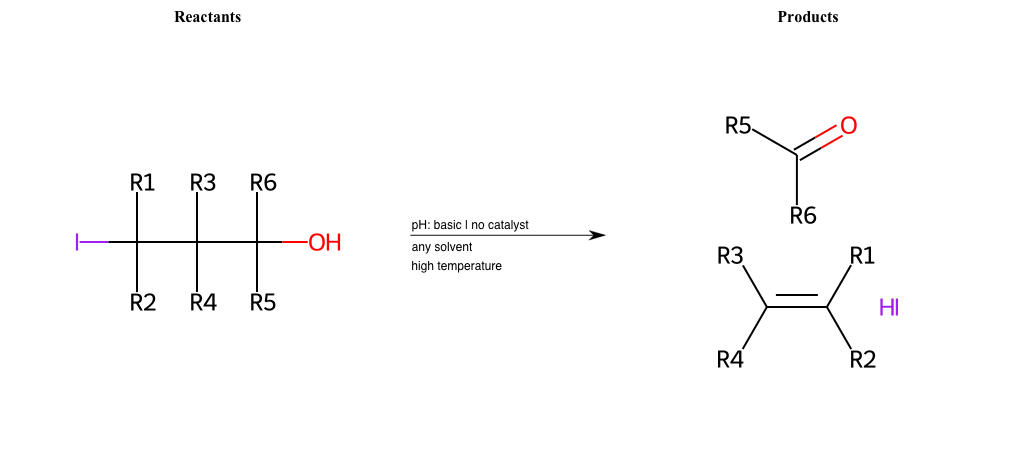 Reactants
Products
R5
O
R6
R1
R3
R6
I
OH
R2
R4
R5
pH: basic | no catalyst
any solvent
high temperature
R3
R1
HI
R4
R2